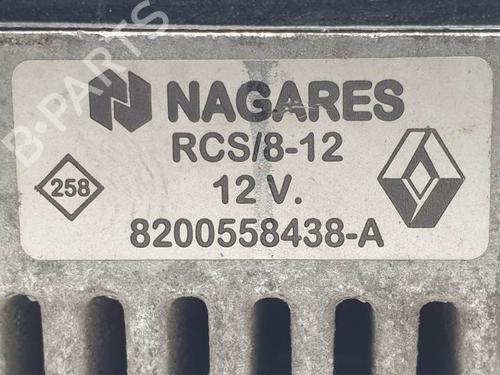 NAGARES
RCS/8-12
258
12 V.
8200558438-A
B-PARTS